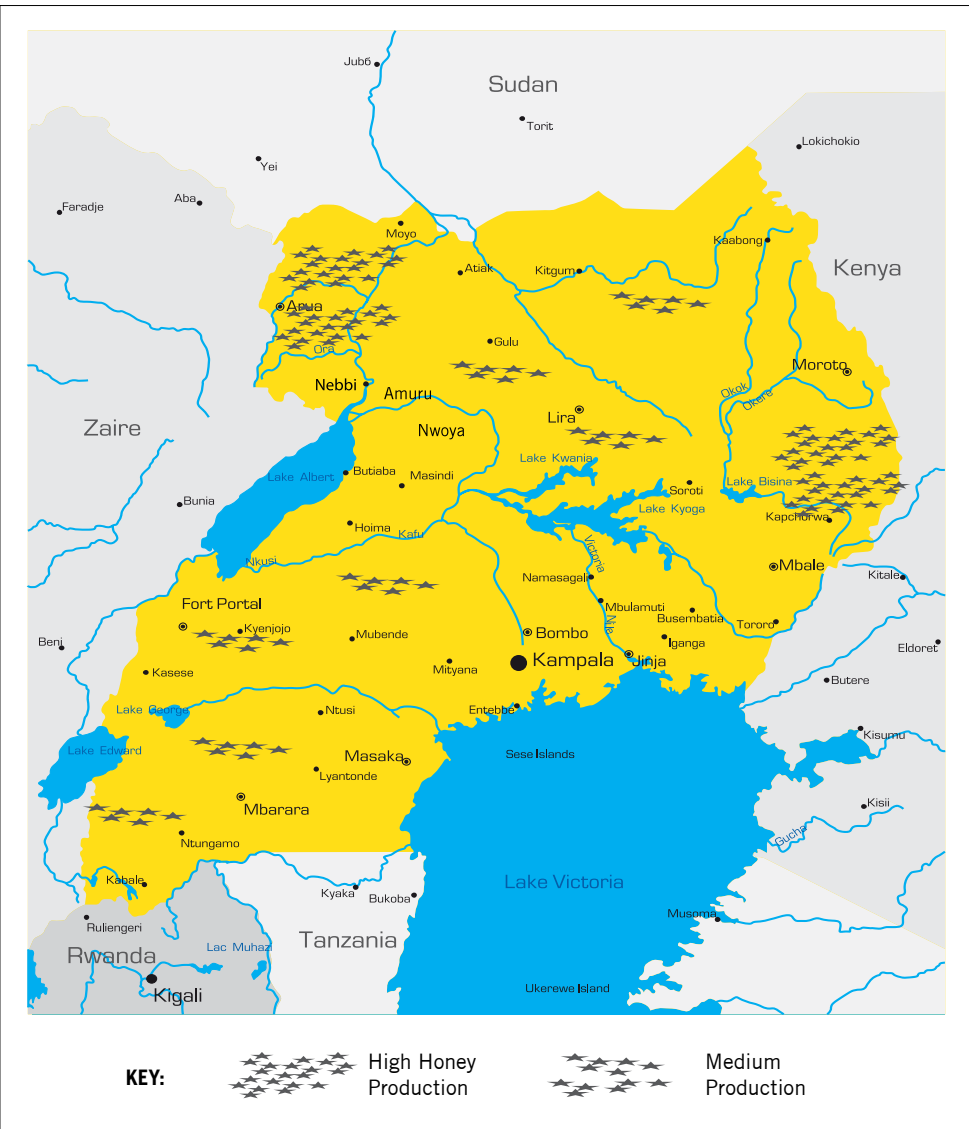 Jubб
Sudan
Torit
Lokichokio
Yei
Aba
Faradje
Moyo
Kaabong
Atiak
Kitgum
Kenya
Arua
Gulu
Ora
Moroto
Nebbi
Amuru
Okok
Okere
Lira
Zaire
Nwoya
Lake Kwania
Lake Albert
Butiaba
Masindi
Lake Bisina
Soroti
Bunia
Lake Kyoga
Kapchorwa
Hoima
Kafu
Victoria
Nkusi
Mbale
Namasagali
Kitale
Fort Portal
Mbulamuti
Busembatia
Nile
Tororo
Kyenjojo
Mubende
Bombo
Beni
Iganga
Eldoret
Kampala
Jinja
Mityana
Kasese
Butere
Lake George
Ntusi
Entebbe
Kisumu
Lake Edward
Masaka
Sese Islands
Lyantonde
Mbarara
Kisii
Gucha
Ntungamo
Kabale
Lake Victoria
Kyaka
Bukoba
Musoma
Ruliengeri
Tanzania
Lac Muhazi
Rwanda
Kigali
Ukerewe Island
KEY:
High Honey
Production
Medium
Production